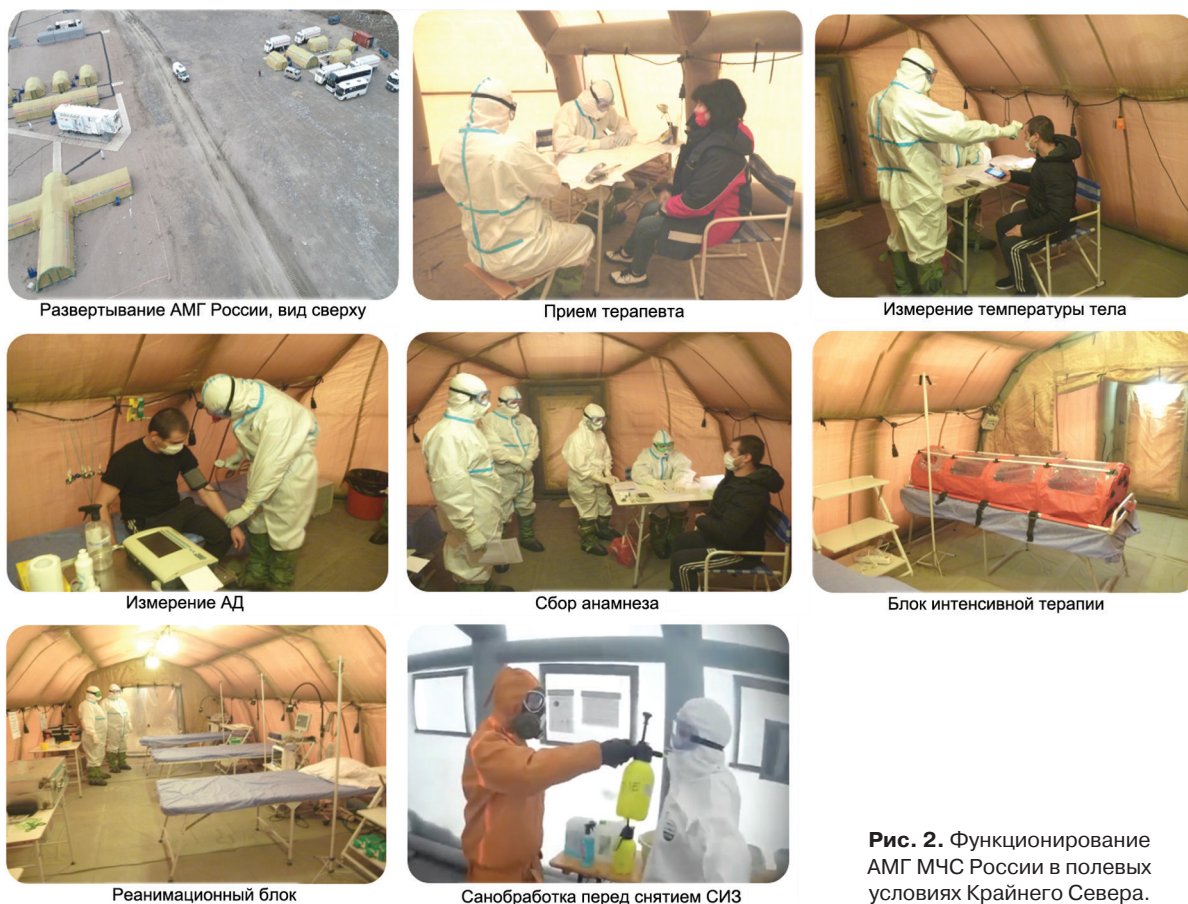 Развертывание АМГ России, вид сверху
Прием терапевта
Измерение температуры тела
Измерение АД
Сбор анамнеза
Блок интенсивной терапии
Реанимационный блок
Санобработка перед снятием СИЗ
Рис. 2. Функционирование
АМГ МЧС России в полевых
условиях Крайнего Севера.